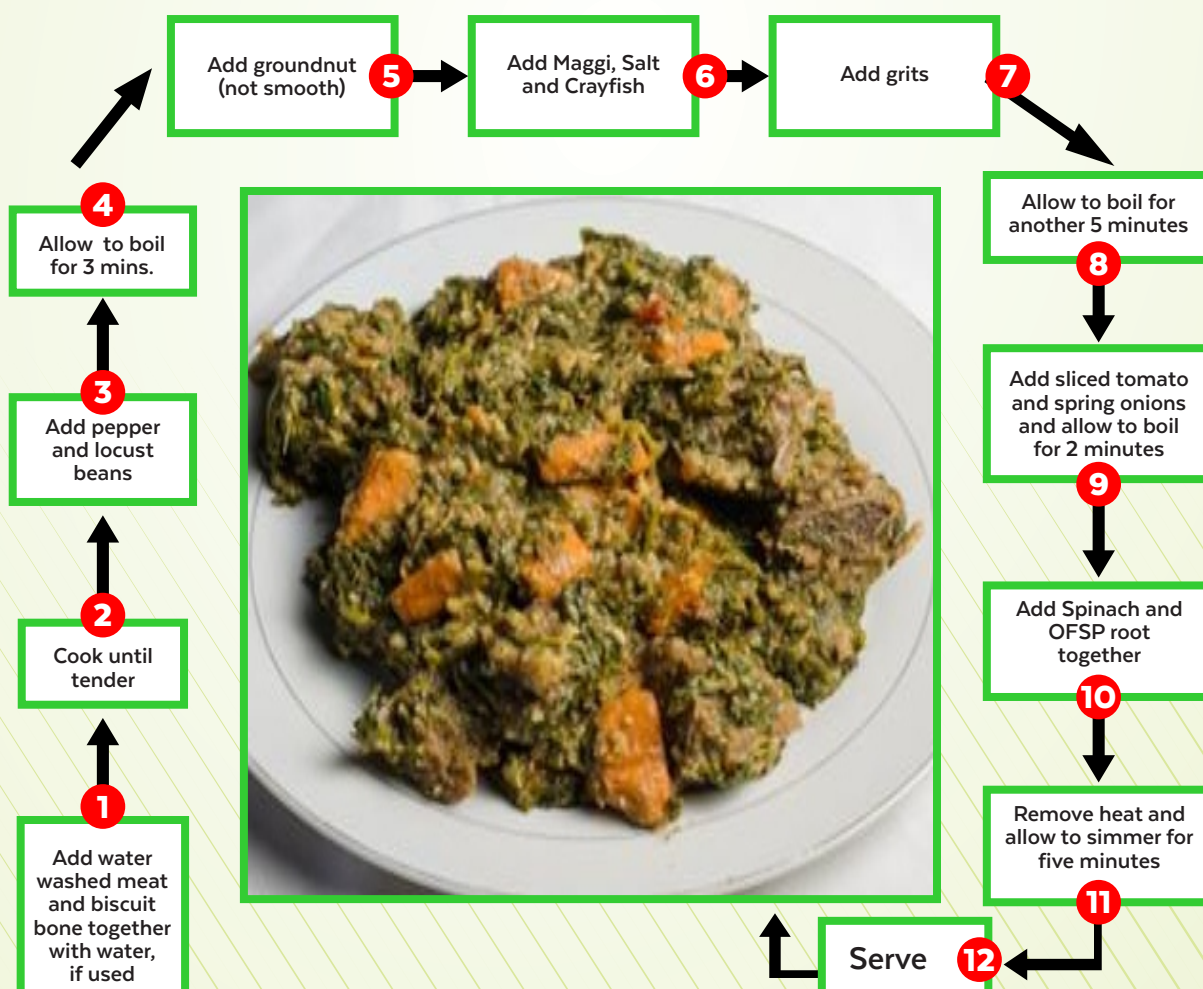 1
Add water
washed meat
and biscuit
bone together
with water,
if used
2
Cook until
tender
3
Add pepper
and locust
beans
4
Allow to boil
for 3 mins.
Add groundnut
(not smooth)
5
Add Maggi, Salt
and Crayfish
6
Add grits
7
Allow to boil for
another 5 minutes
8
Add sliced tomato
and spring onions
and allow to boil
for 2 minutes
9
Add Spinach and
OFSP root
together
10
Remove heat and
allow to simmer for
five minutes
11
Serve
12